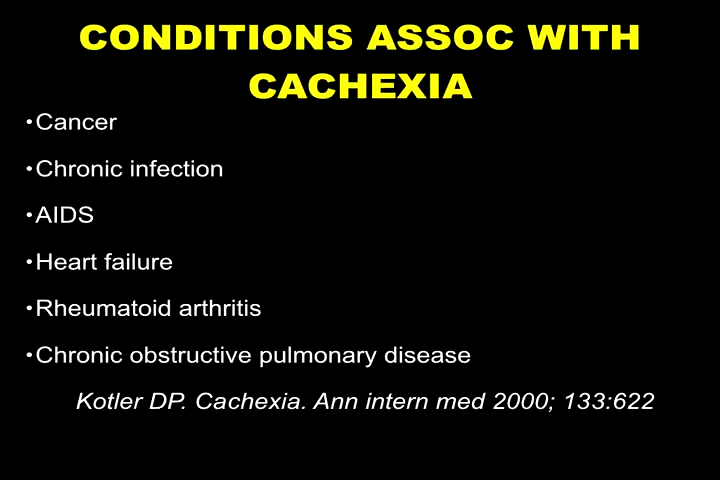 CONDITIONS ASSOC WITH
CACHEXIA
•Cancer
•Chronic infection
•AIDS
•Heart failure
•Rheumatoid arthritis
•Chronic obstructive pulmonary disease
Kotler DP. Cachexia. Ann intern med 2000; 133:622